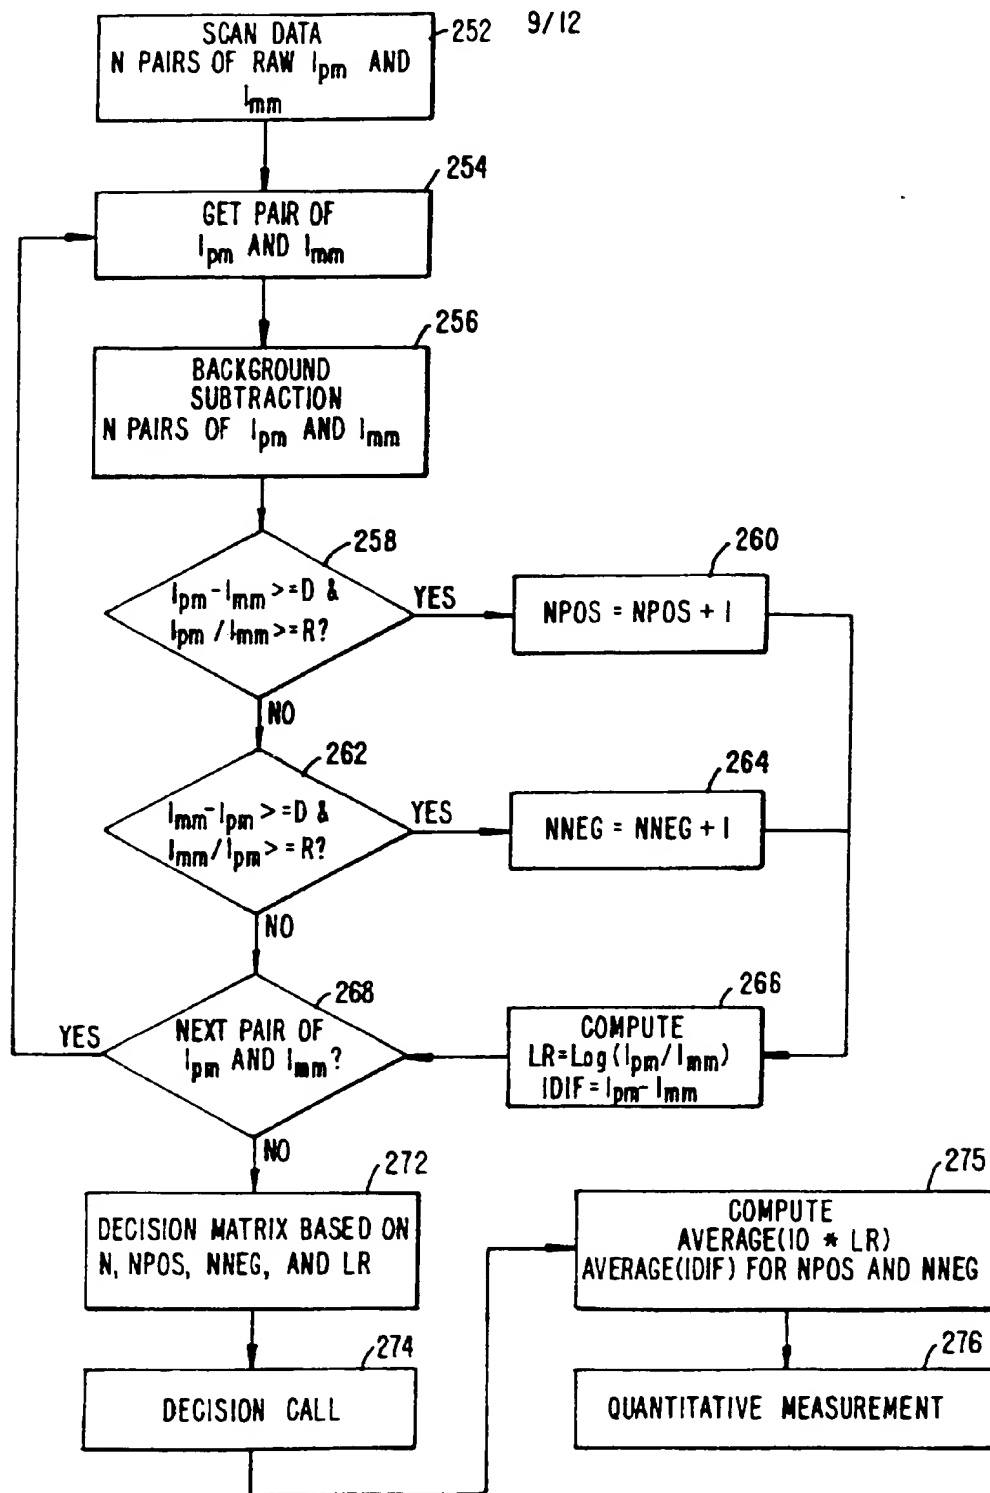 9/12
252
SCAN DATA
N PAIRS OF RAW Ipm AND
Imm
254
GET PAIR OF
Ipm AND Imm
256
BACKGROUND
SUBTRACTION
N PAIRS OF Ipm AND Imm
258
Ipm-Imm>=D &
Ipm/Imm>=R?
YES
260
NPOS = NPOS + 1
NO
262
Imm-Ipm>=D &
Imm/Ipm>=R?
YES
264
NNEG = NNEG + 1
NO
268
NEXT PAIR OF
Ipm AND Imm?
YES
266
COMPUTE
LR=Log(Ipm/Imm)
IDIF=Ipm-Imm
NO
272
DECISION MATRIX BASED ON
N, NPOS, NNEG, AND LR
275
COMPUTE
AVERAGE(10 * LR)
AVERAGE(IDIF) FOR NPOS AND NNEG
274
DECISION CALL
276
QUANTITATIVE MEASUREMENT